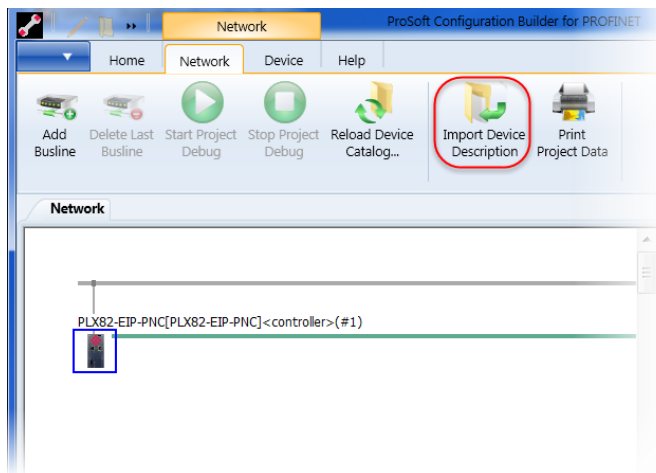 Network
ProSoft Configuration Builder for PROFINET
Home
Network
Device
Help
Add
Busline
Delete Last
Busline
Start Project
Debug
Stop Project
Debug
Reload Device
Catalog...
Import Device
Description
Print
Project Data
Network
PLX82-EIP-PNC[PLX82-EIP-PNC]<controller>(#1)